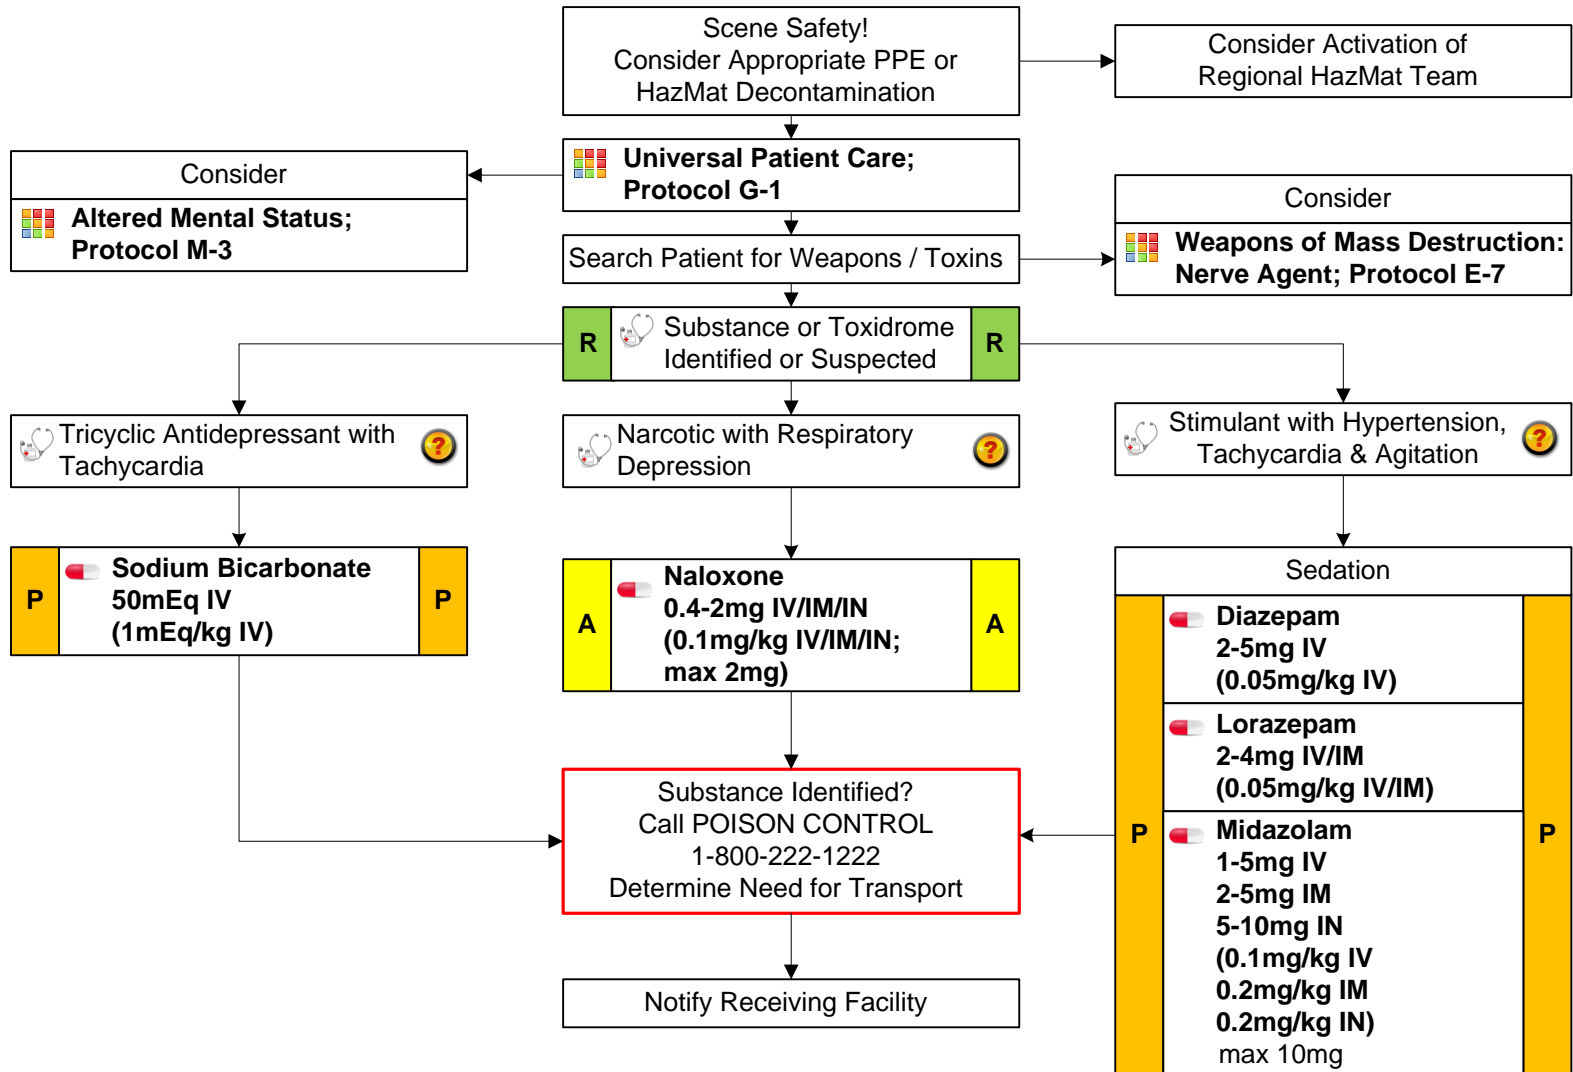 Scene Safety!
Consider Appropriate PPE or
HazMat Decontamination
Consider Activation of
Regional HazMat Team
Universal Patient Care;
Protocol G-1
Consider
Altered Mental Status;
Protocol M-3
Search Patient for Weapons / Toxins
Consider
Weapons of Mass Destruction:
Nerve Agent; Protocol E-7
R
Substance or Toxidrome
Identified or Suspected
R
Tricyclic Antidepressant with
Tachycardia
?
Narcotic with Respiratory
Depression
?
Stimulant with Hypertension,
Tachycardia & Agitation
?
P
Sodium Bicarbonate
50mEq IV
(1mEq/kg IV)
P
A
Naloxone
0.4-2mg IV/IM/IN
(0.1mg/kg IV/IM/IN;
max 2mg)
A
Sedation
P
Diazepam
2-5mg IV
(0.05mg/kg IV)
Lorazepam
2-4mg IV/IM
(0.05mg/kg IV/IM)
Midazolam
1-5mg IV
2-5mg IM
5-10mg IN
(0.1mg/kg IV
0.2mg/kg IM
0.2mg/kg IN)
max 10mg
P
Substance Identified?
Call POISON CONTROL
1-800-222-1222
Determine Need for Transport
Notify Receiving Facility